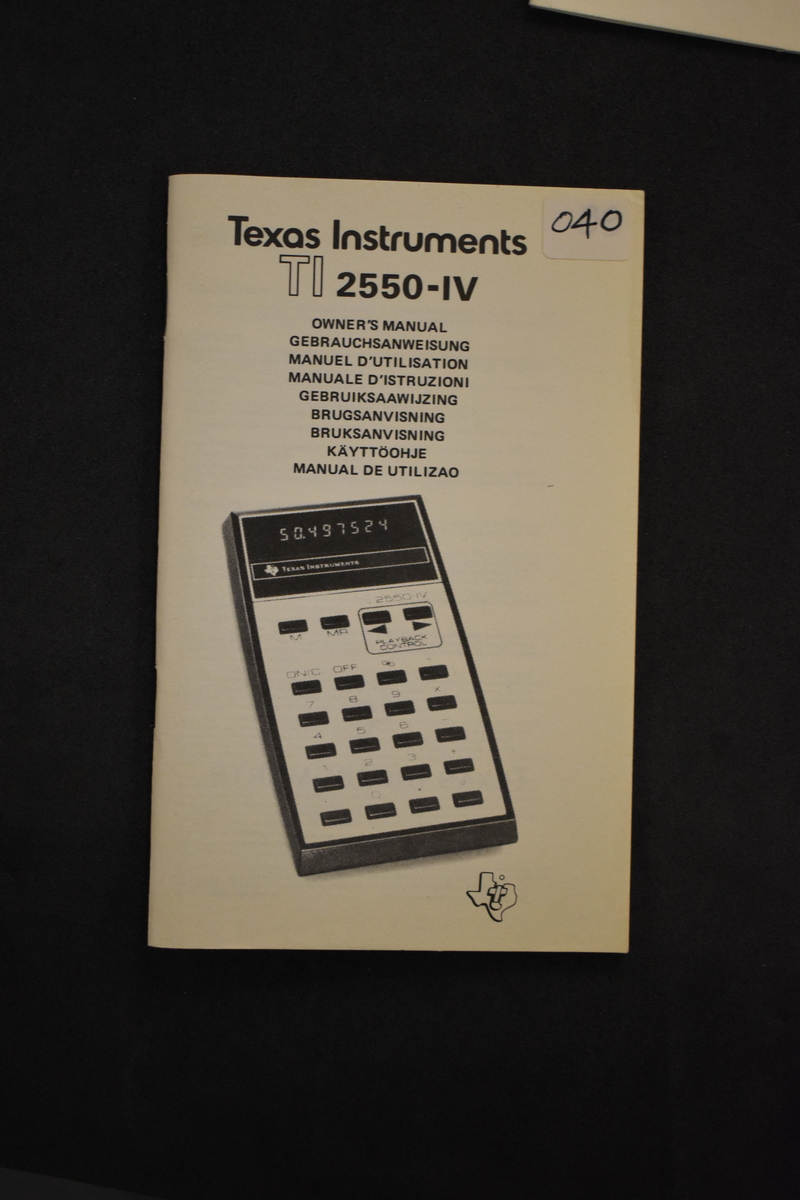 040
Texas Instruments
TI 2550-IV
OWNER'S MANUAL
GEBRAUCHSANWEISUNG
MANUEL D'UTILISATION
MANUALE D'ISTRUZIONI
GEBRUIKSAAWIJZING
BRUGSANVISNING
BRUKSANVISNING
KÄYTTÖOHJE
MANUAL DE UTILIZAO
50.497524
TEXAS INSTRUMENTS
2550-IV
M MR
PLAYBACK
CONTROL
ON/C OFF %
7 8 9 ×
4 5 6 −
1 2 3 +